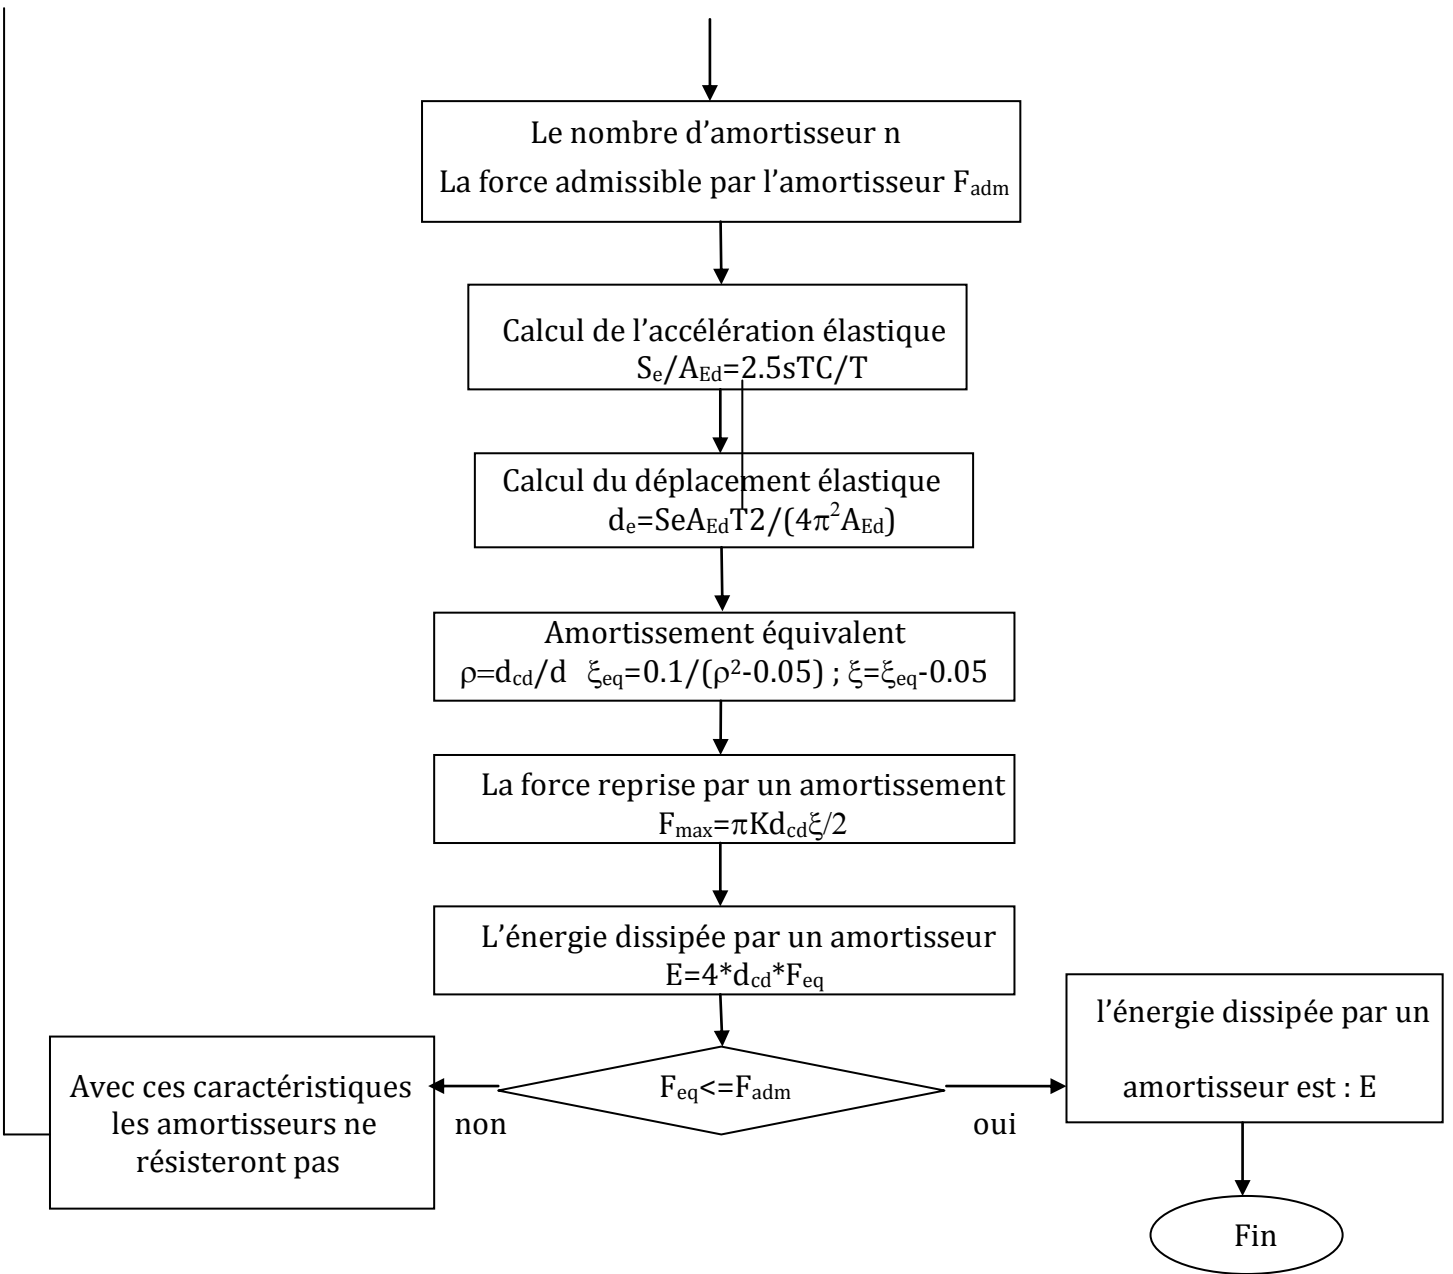 Le nombre d’amortisseur n
La force admissible par l’amortisseur Fadm
Calcul de l’accélération élastique
Se/AEd=2.5sTC/T
Calcul du déplacement élastique
de=SeAEdT2/(4π²AEd)
Amortissement équivalent
ρ=dcd/d ξeq=0.1/(ρ²-0.05) ; ξ=ξeq-0.05
La force reprise par un amortissement
Fmax=πKdcdξ/2
L’énergie dissipée par un amortisseur
E=4*dcd*Feq
Feq<=Fadm
non
oui
Avec ces caractéristiques
les amortisseurs ne
résisteront pas
l’énergie dissipée par un
amortisseur est : E
Fin